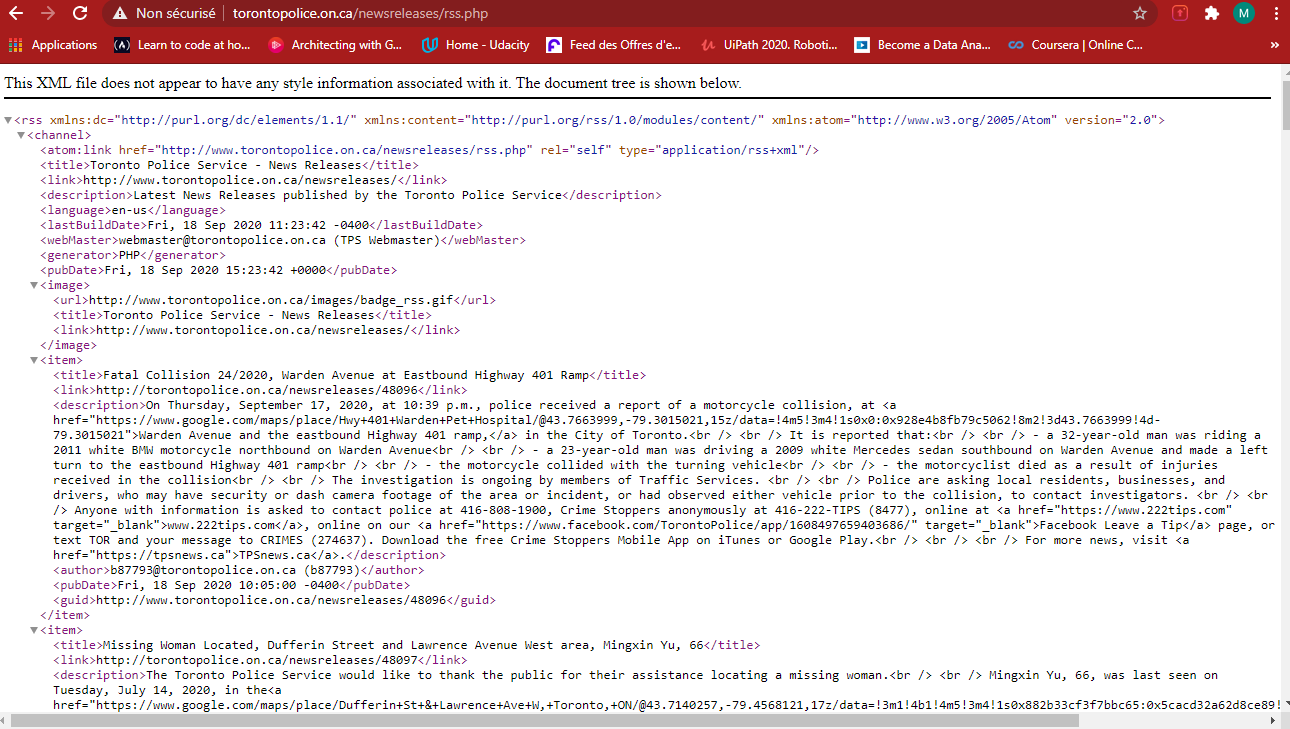 Non sécurisé torontopolice.on.ca/newsreleases/rss.php M
Applications Learn to code at ho... Architecting with G... Home - Udacity Feed des Offres d'e... UiPath 2020. Roboti... Become a Data Ana... Coursera | Online C... »
This XML file does not appear to have any style information associated with it. The document tree is shown below.
▼<rss xmlns:dc="http://purl.org/dc/elements/1.1/" xmlns:content="http://purl.org/rss/1.0/modules/content/" xmlns:atom="http://www.w3.org/2005/Atom" version="2.0">
▼<channel>
<atom:link href="http://www.torontopolice.on.ca/newsreleases/rss.php" rel="self" type="application/rss+xml"/>
<title>Toronto Police Service - News Releases</title>
<link>http://www.torontopolice.on.ca/newsreleases/</link>
<description>Latest News Releases published by the Toronto Police Service</description>
<language>en-us</language>
<lastBuildDate>Fri, 18 Sep 2020 11:23:42 -0400</lastBuildDate>
<webMaster>webmaster@torontopolice.on.ca (TPS Webmaster)</webMaster>
<generator>PHP</generator>
<pubDate>Fri, 18 Sep 2020 15:23:42 +0000</pubDate>
▼<image>
<url>http://www.torontopolice.on.ca/images/badge_rss.gif</url>
<title>Toronto Police Service - News Releases</title>
<link>http://www.torontopolice.on.ca/newsreleases/</link>
</image>
▼<item>
<title>Fatal Collision 24/2020, Warden Avenue at Eastbound Highway 401 Ramp</title>
<link>http://torontopolice.on.ca/newsreleases/48096</link>
<description>On Thursday, September 17, 2020, at 10:39 p.m., police received a report of a motorcycle collision, at <a
href="https://www.google.com/maps/place/Hwy+401+Warden+Pet+Hospital/@43.7663999,-79.3015021,15z/data=!4m5!3m4!1s0x0:0x928e4b8fb79c5062!8m2!3d43.7663999!4d-
79.3015021">Warden Avenue and the eastbound Highway 401 ramp,</a> in the City of Toronto.<br /> <br /> It is reported that:<br /> <br /> - a 32-year-old man was riding a
2011 white BMW motorcycle northbound on Warden Avenue<br /> <br /> - a 23-year-old man was driving a 2009 white Mercedes sedan southbound on Warden Avenue and made a left
turn to the eastbound Highway 401 ramp<br /> <br /> - the motorcycle collided with the turning vehicle<br /> <br /> - the motorcyclist died as a result of injuries
received in the collision<br /> <br /> The investigation is ongoing by members of Traffic Services. <br /> <br /> Police are asking local residents, businesses, and
drivers, who may have security or dash camera footage of the area or incident, or had observed either vehicle prior to the collision, to contact investigators. <br /> <br
/> Anyone with information is asked to contact police at 416-808-1900, Crime Stoppers anonymously at 416-222-TIPS (8477), online at <a href="https://www.222tips.com"
target="_blank">www.222tips.com</a>, online on our <a href="https://www.facebook.com/TorontoPolice/app/1608497659403686/" target="_blank">Facebook Leave a Tip</a> page, or
text TOR and your message to CRIMES (274637). Download the free Crime Stoppers Mobile App on iTunes or Google Play.<br /> <br /> <br /> For more news, visit <a
href="https://tpsnews.ca">TPSnews.ca</a>.</description>
<author>b87793@torontopolice.on.ca (b87793)</author>
<pubDate>Fri, 18 Sep 2020 10:05:00 -0400</pubDate>
<guid>http://www.torontopolice.on.ca/newsreleases/48096</guid>
</item>
▼<item>
<title>Missing Woman Located, Dufferin Street and Lawrence Avenue West area, Mingxin Yu, 66</title>
<link>http://torontopolice.on.ca/newsreleases/48097</link>
<description>The Toronto Police Service would like to thank the public for their assistance locating a missing woman.<br /> <br /> Mingxin Yu, 66, was last seen on
Tuesday, July 14, 2020, in the<a
href="https://www.google.com/maps/place/Dufferin+St+&+Lawrence+Ave+W,+Toronto,+ON/@43.7140257,-79.4568121,17z/data=!3m1!4b1!4m5!3m4!1s0x882b33cf3f7bbc65:0x5cacd32a62d8ce89!